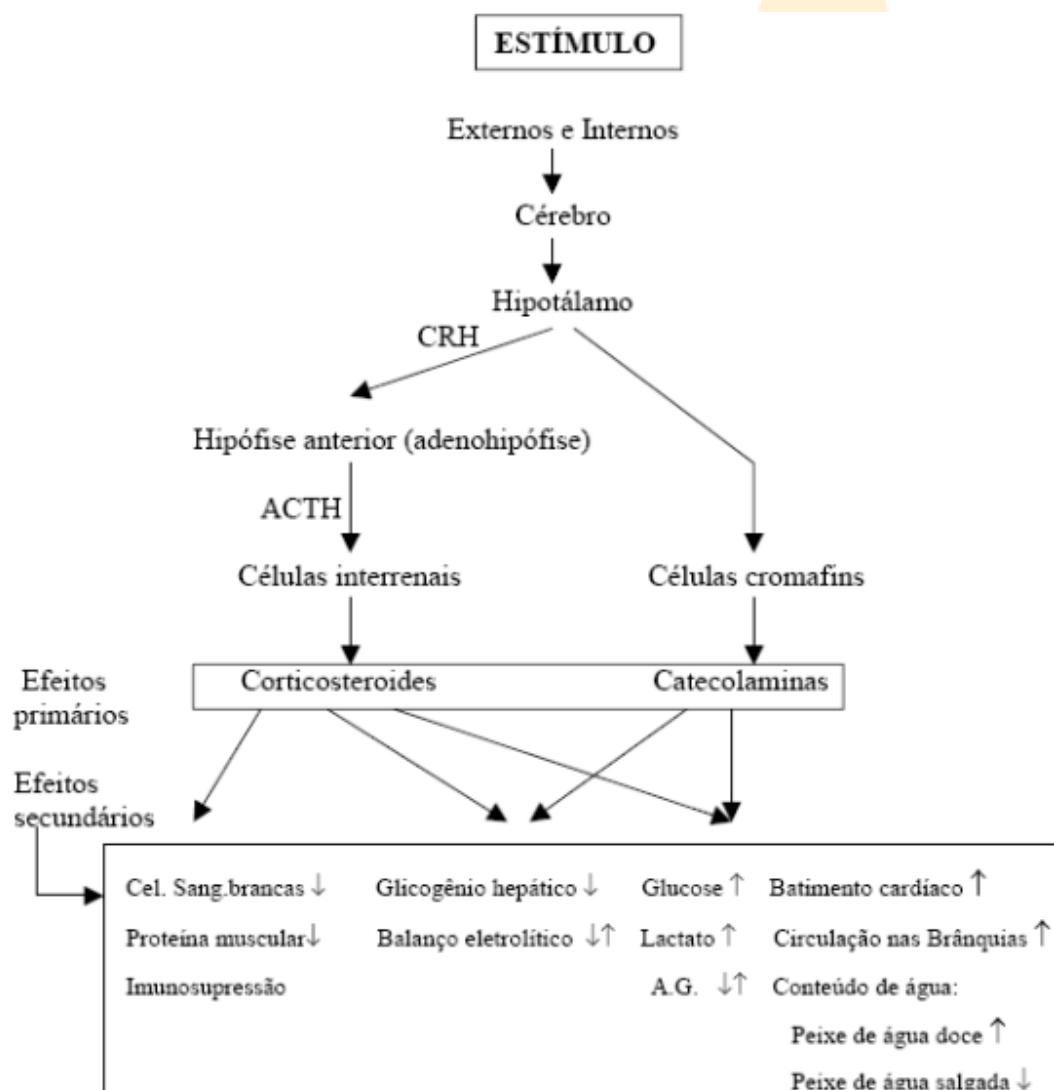 ESTÍMULO
Externos e Internos
Cérebro
Hipotálamo
CRH
Hipófise anterior (adenohipófise)
ACTH
Células interrenais Células cromafins
Efeitos primários
Corticosteroides Catecolaminas
Efeitos
secundários
Cel. Sang.brancas ↓ Glicogênio hepático ↓ Glucose ↑ Batimento cardíaco ↑
Proteína muscular↓ Balanço eletrolítico ↓↑ Lactato ↑ Circulação nas Brânquias ↑
Imunosupressão A.G. ↓↑ Conteúdo de água:
Peixe de água doce ↑
Peixe de água salgada ↓